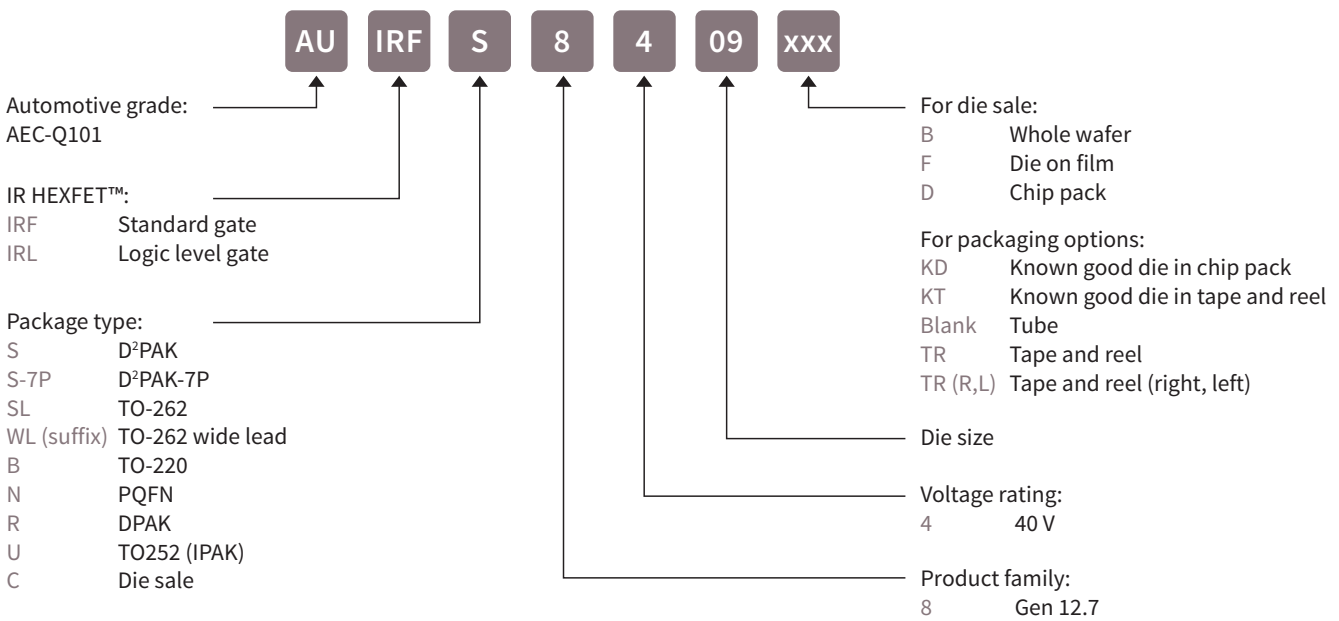 AU IRF S 8 4 09 xxx
Automotive grade:
AEC-Q101
IR HEXFET™:
IRF Standard gate
IRL Logic level gate
Package type:
S D²PAK
S-7P D²PAK-7P
SL TO-262
WL (suffix) TO-262 wide lead
B TO-220
N PQFN
R DPAK
U TO252 (IPAK)
C Die sale
For die sale:
B Whole wafer
F Die on film
D Chip pack
For packaging options:
KD Known good die in chip pack
KT Known good die in tape and reel
Blank Tube
TR Tape and reel
TR (R,L) Tape and reel (right, left)
Die size
Voltage rating:
4 40 V
Product family:
8 Gen 12.7